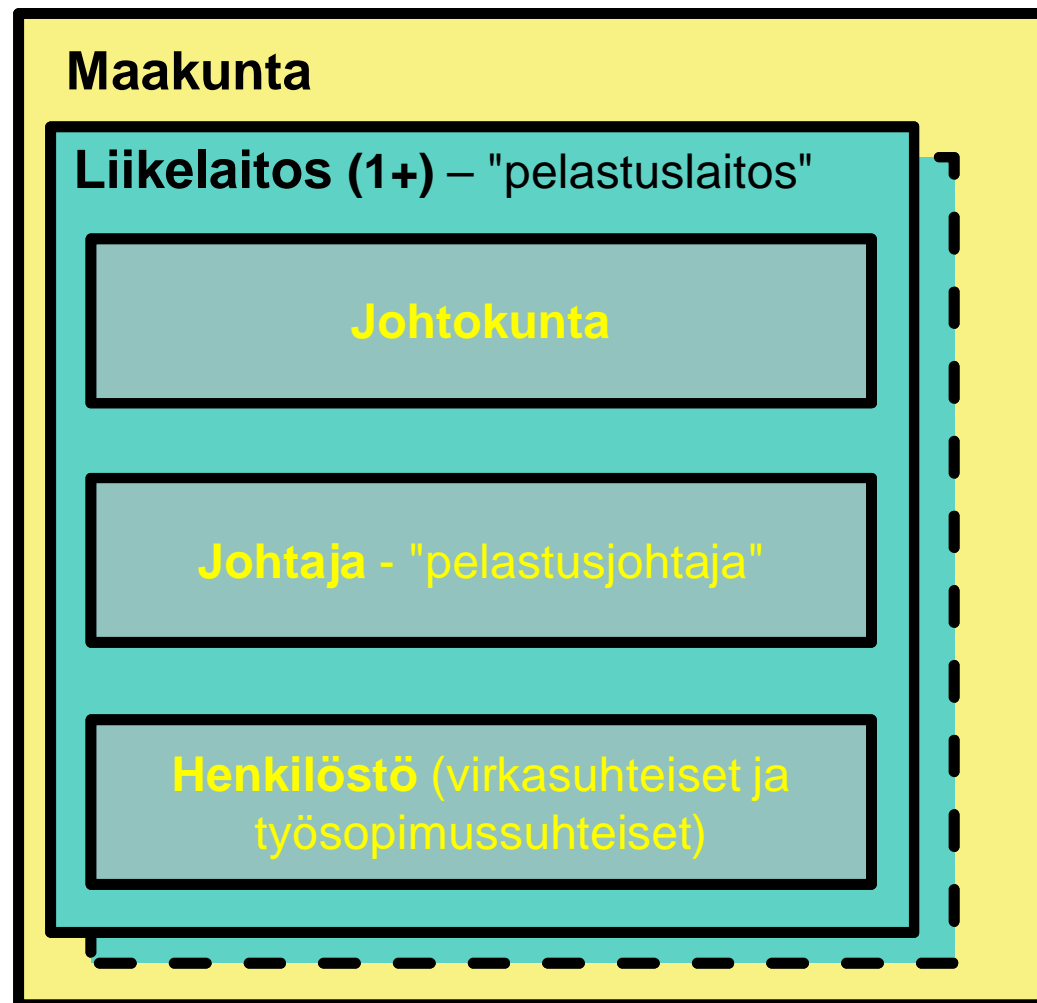 Maakunta
Liikelaitos (1+) – "pelastuslaitos"
Johtokunta
Johtaja - "pelastusjohtaja"
Henkilöstö (virkasuhteiset ja
työsopimussuhteiset)